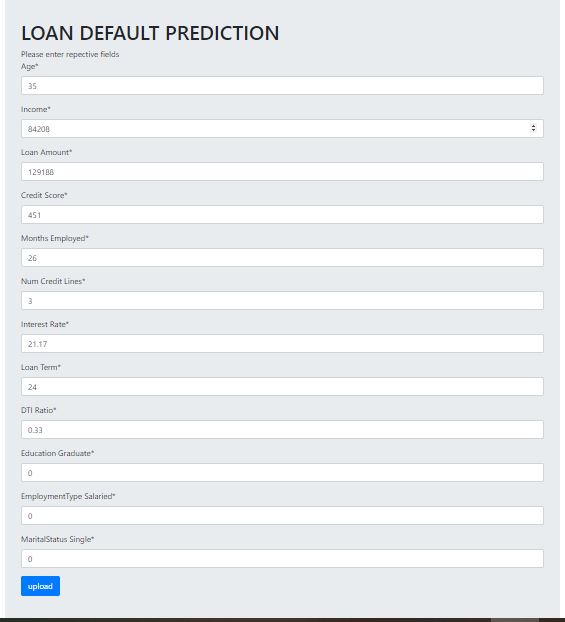 LOAN DEFAULT PREDICTION
Please enter repective fields
Age*
35
Income*
84208
Loan Amount*
129188
Credit Score*
451
Months Employed*
26
Num Credit Lines*
3
Interest Rate*
21.17
Loan Term*
24
DTI Ratio*
0.33
Education Graduate*
0
EmploymentType Salaried*
0
MaritalStatus Single*
0
upload